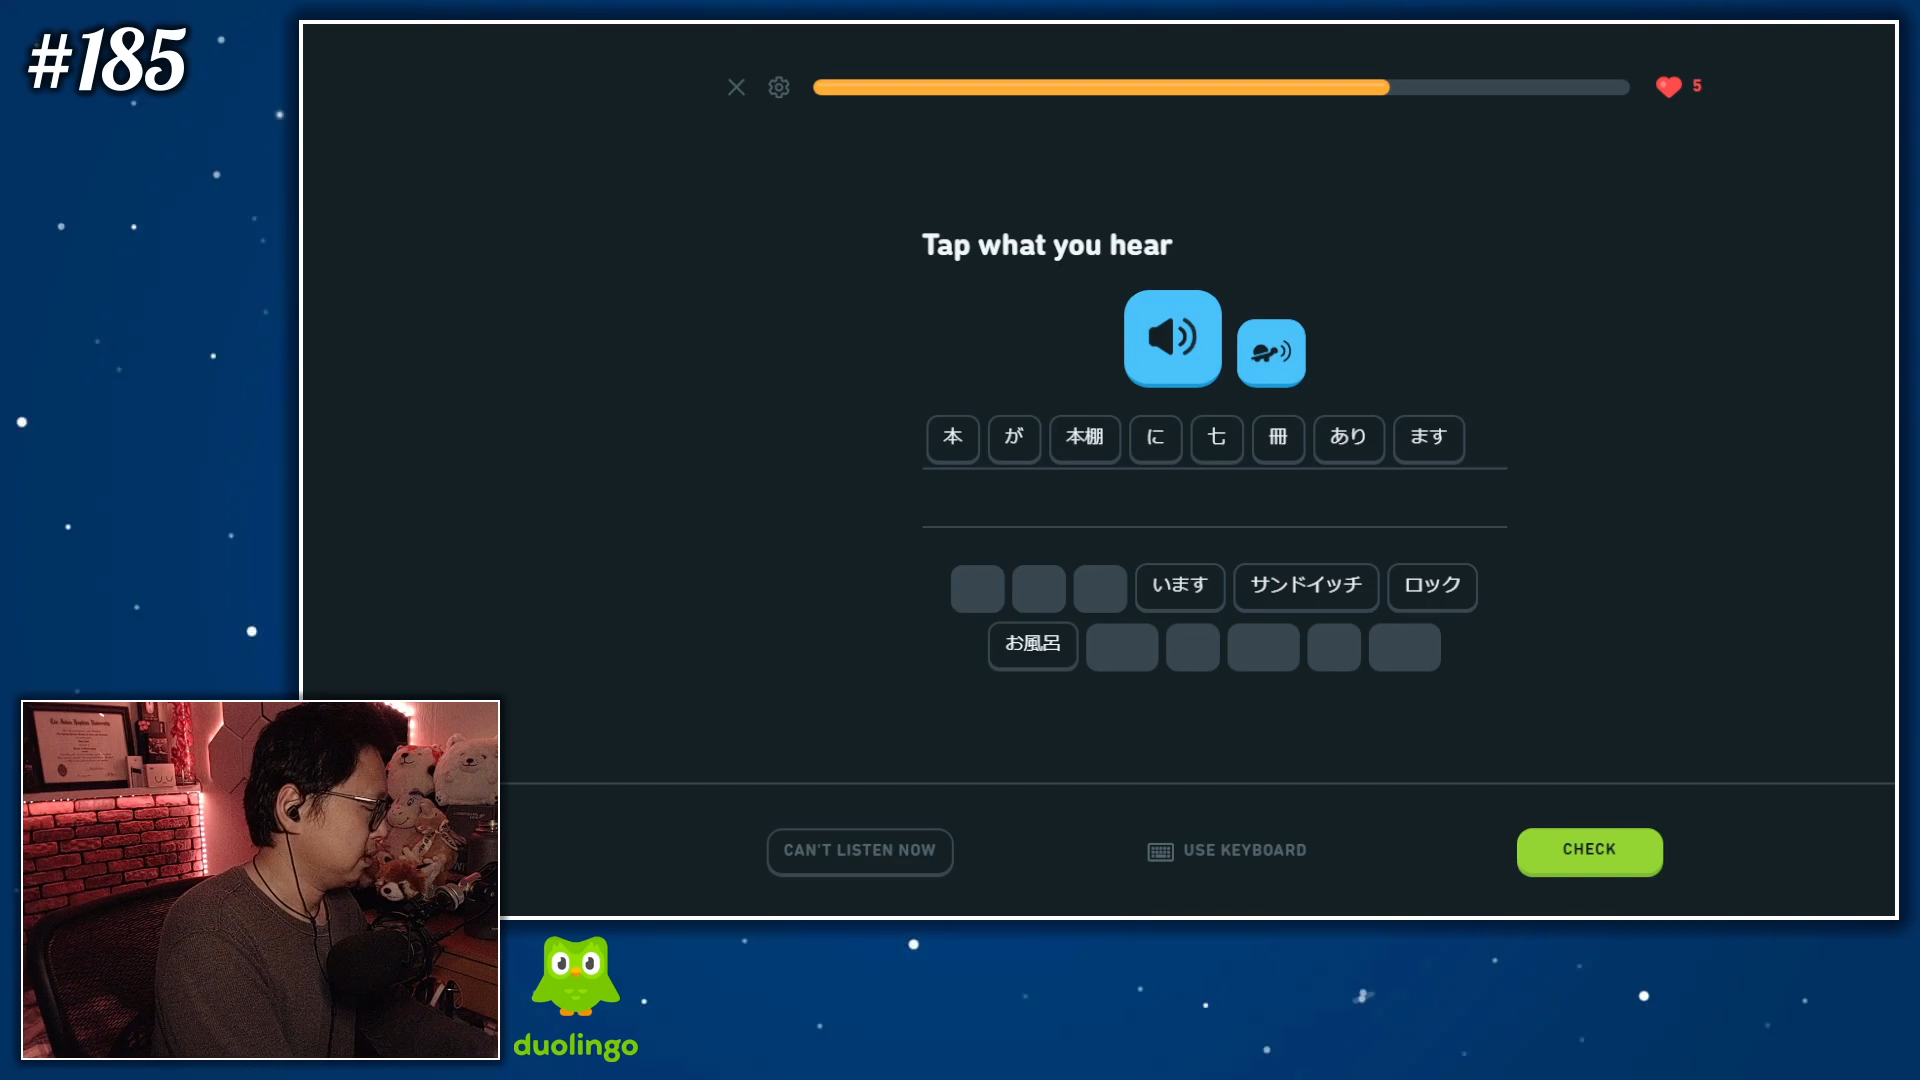 #185
5
Tap what you hear
本 が 本棚 に 七 冊 あり ます
います サンドイッチ ロック
お風呂
CAN'T LISTEN NOW
USE KEYBOARD
CHECK
duolingo